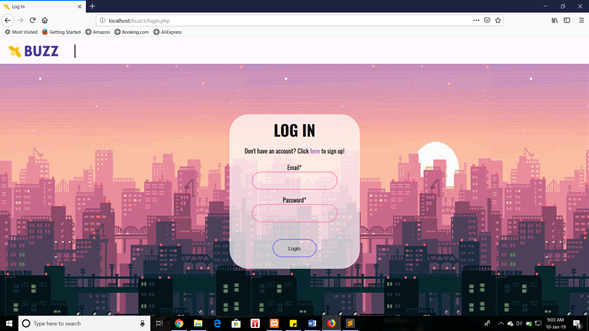 Log In
localhost/buzz3/login.php
Most Visited Getting Started Amazon Booking.com AliExpress
BUZZ
LOG IN
Don't have an account? Click here to sign up!
Email*
Password*
Login
Type here to search
9:03 AM
10-Jan-19